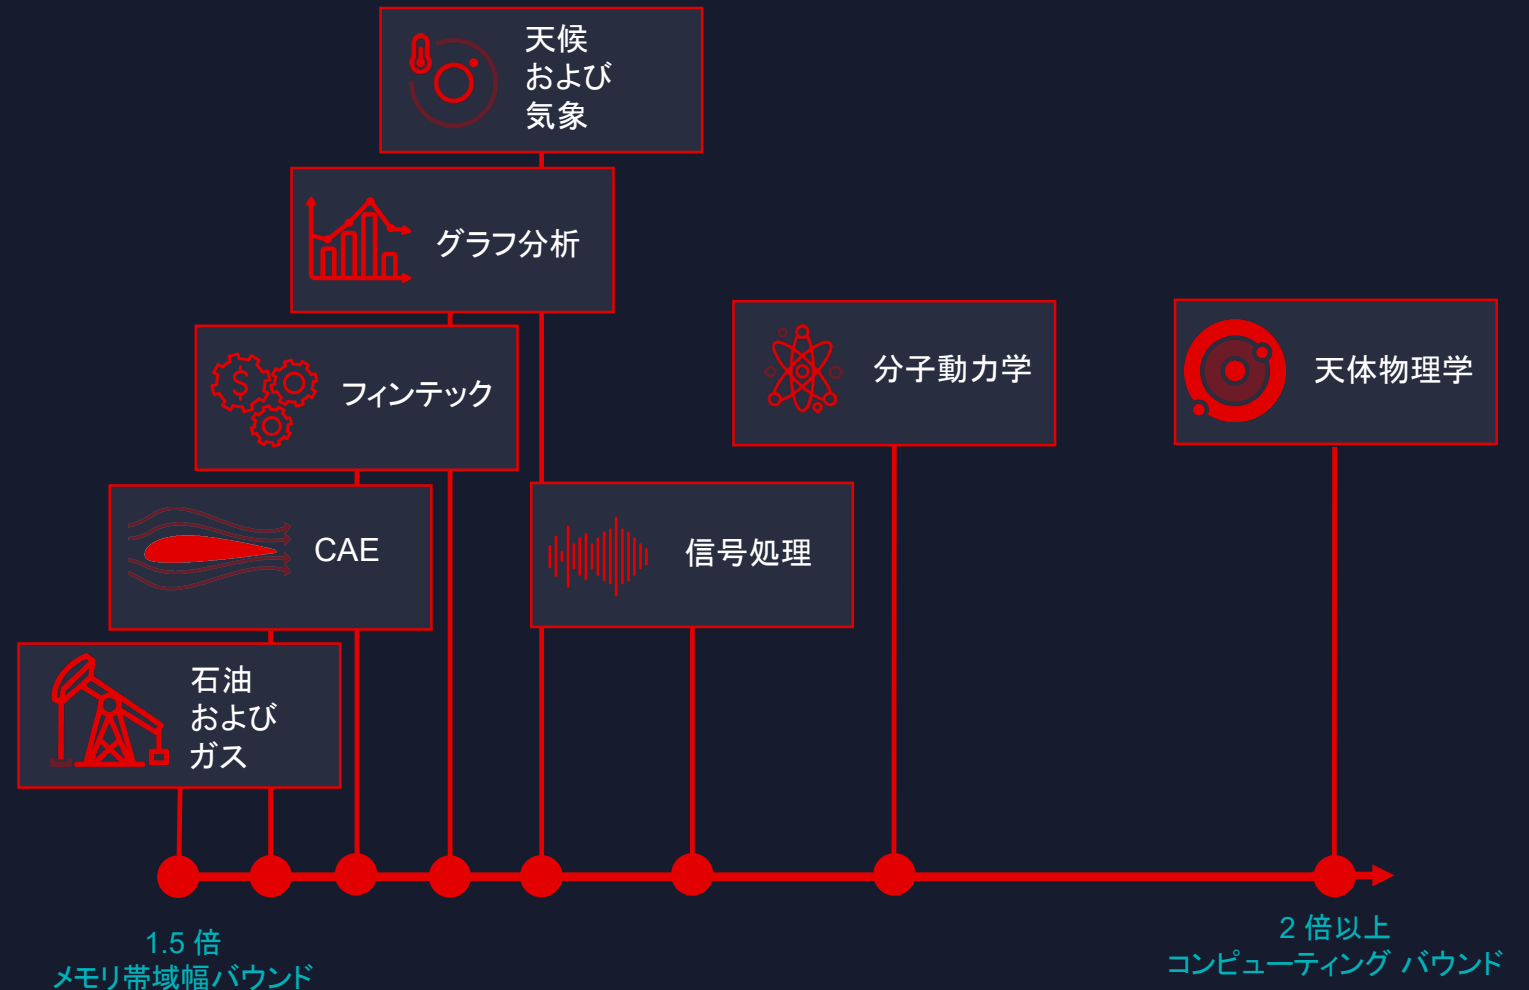 天候
および
気象
グラフ分析
フィンテック
分子動力学
天体物理学
CAE
信号処理
石油
および
ガス
1.5 倍
メモリ帯域幅バウンド
2 倍以上
コンピューティング バウンド